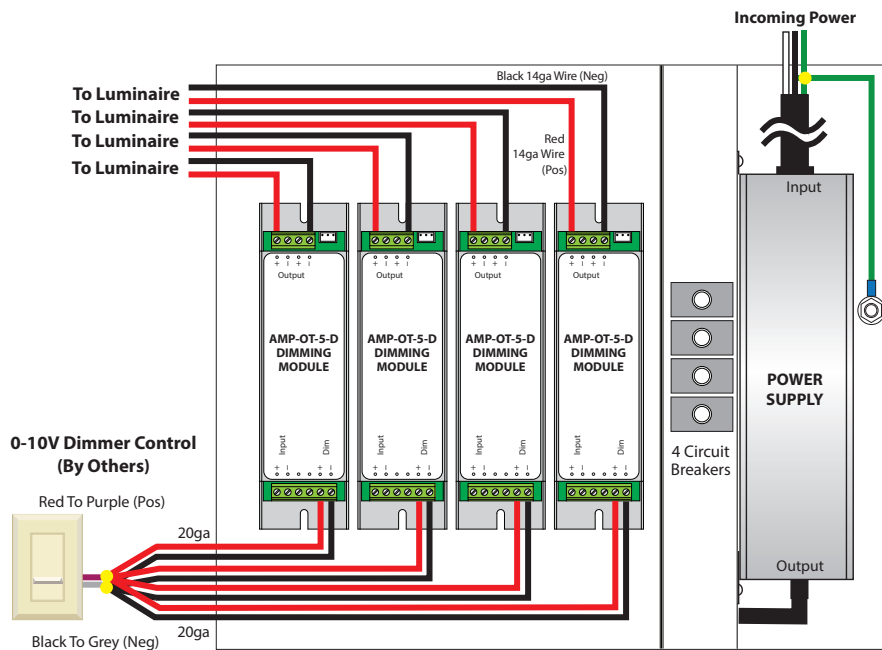 Incoming Power
Black 14ga Wire (Neg)
To Luminaire
To Luminaire
To Luminaire
To Luminaire
Red
14ga Wire
(Pos)
Input
+ - + -
Output
+ - + -
Output
+ - + -
Output
+ - + -
Output
AMP-OT-5-D
DIMMING
MODULE
AMP-OT-5-D
DIMMING
MODULE
AMP-OT-5-D
DIMMING
MODULE
AMP-OT-5-D
DIMMING
MODULE
POWER
SUPPLY
4 Circuit
Breakers
Input
Dim
+ - + -
Input
Dim
+ - + -
Input
Dim
+ - + -
Input
Dim
+ - + -
0-10V Dimmer Control
(By Others)
Red To Purple (Pos)
20ga
Output
20ga
Black To Grey (Neg)